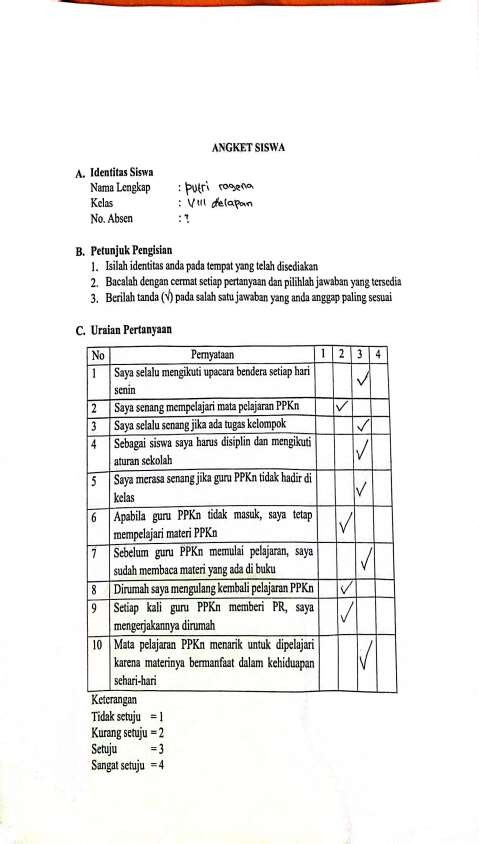 ANGKET SISWA
A. Identitas Siswa
Nama Lengkap : putri rosena
Kelas : VIII delapan
No. Absen : ?
B. Petunjuk Pengisian
1. Isilah identitas anda pada tempat yang telah disediakan
2. Bacalah dengan cermat setiap pertanyaan dan pilihlah jawaban yang tersedia
3. Berilah tanda (√) pada salah satu jawaban yang anda anggap paling sesuai
C. Uraian Pertanyaan
No Pernyataan 1 2 3 4
1 Saya selalu mengikuti upacara bendera setiap hari √
senin
2 Saya senang mempelajari mata pelajaran PPKn √
3 Saya selalu senang jika ada tugas kelompok √
4 Sebagai siswa saya harus disiplin dan mengikuti √
aturan sekolah
5 Saya merasa senang jika guru PPKn tidak hadir di √
kelas
6 Apabila guru PPKn tidak masuk, saya tetap √
mempelajari materi PPKn
7 Sebelum guru PPKn memulai pelajaran, saya √
sudah membaca materi yang ada di buku
8 Dirumah saya mengulang kembali pelajaran PPKn √
9 Setiap kali guru PPKn memberi PR, saya √
mengerjakannya dirumah
10 Mata pelajaran PPKn menarik untuk dipelajari √
karena materinya bermanfaat dalam kehiduapan
sehari-hari
Keterangan
Tidak setuju = 1
Kurang setuju = 2
Setuju = 3
Sangat setuju = 4